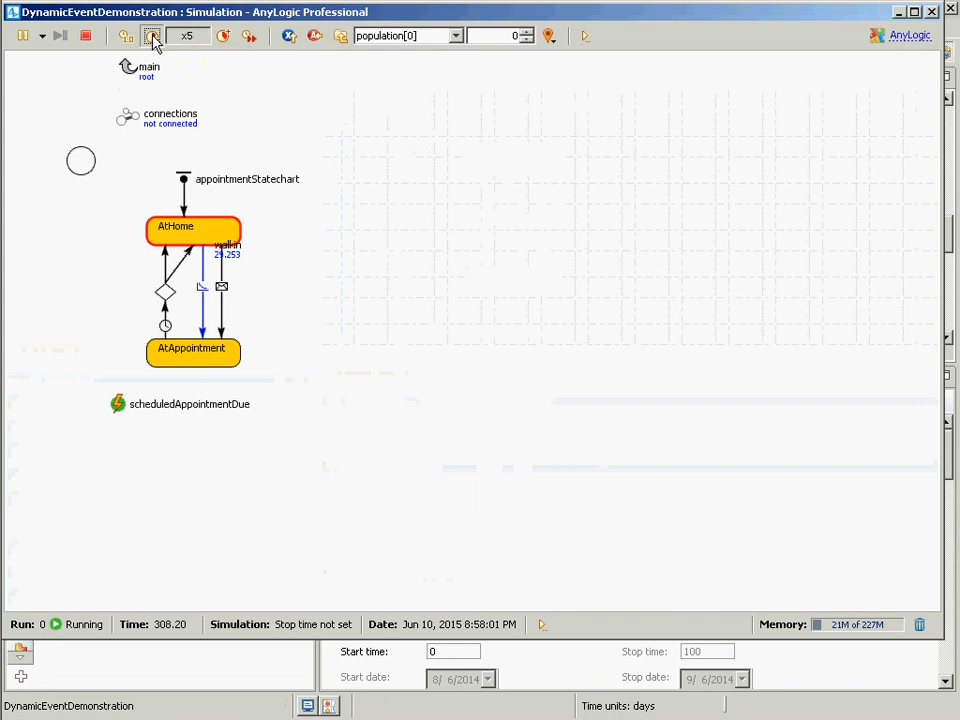 DynamicEventDemonstration : Simulation - AnyLogic Professional
x5
population[0]
0
AnyLogic
main
root
connections
not connected
appointmentStatechart
AtHome
walkin
29.253
AtAppointment
scheduledAppointmentDue
Run: 0 Running Time: 308.20 Simulation: Stop time not set Date: Jun 10, 2015 8:58:01 PM Memory: 21M of 227M
Start time: 0 Stop time: 100
Start date: 8/ 6/2014 Stop date: 9/ 6/2014
DynamicEventDemonstration Time units: days